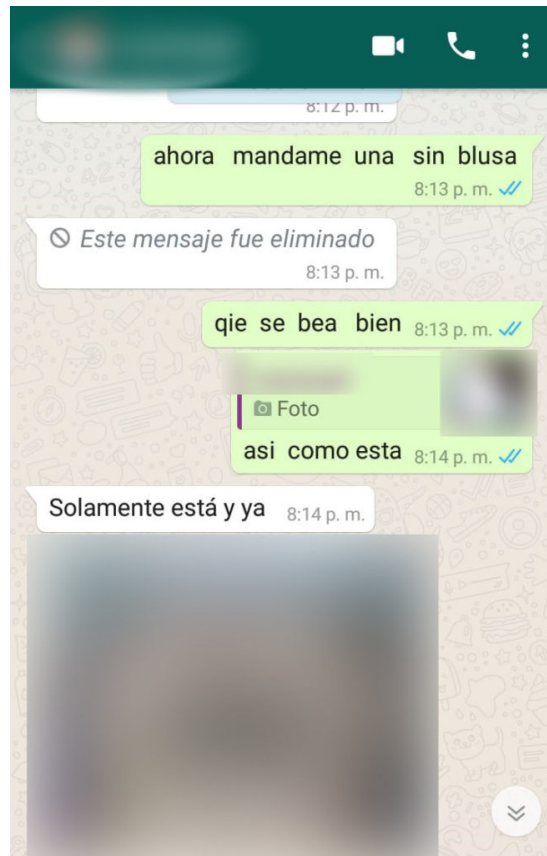 8:12 p. m.
ahora mandame una sin blusa
8:13 p. m.
Este mensaje fue eliminado
8:13 p. m.
qie se bea bien 8:13 p. m.
Foto
asi como esta 8:14 p. m.
Solamente está y ya 8:14 p. m.